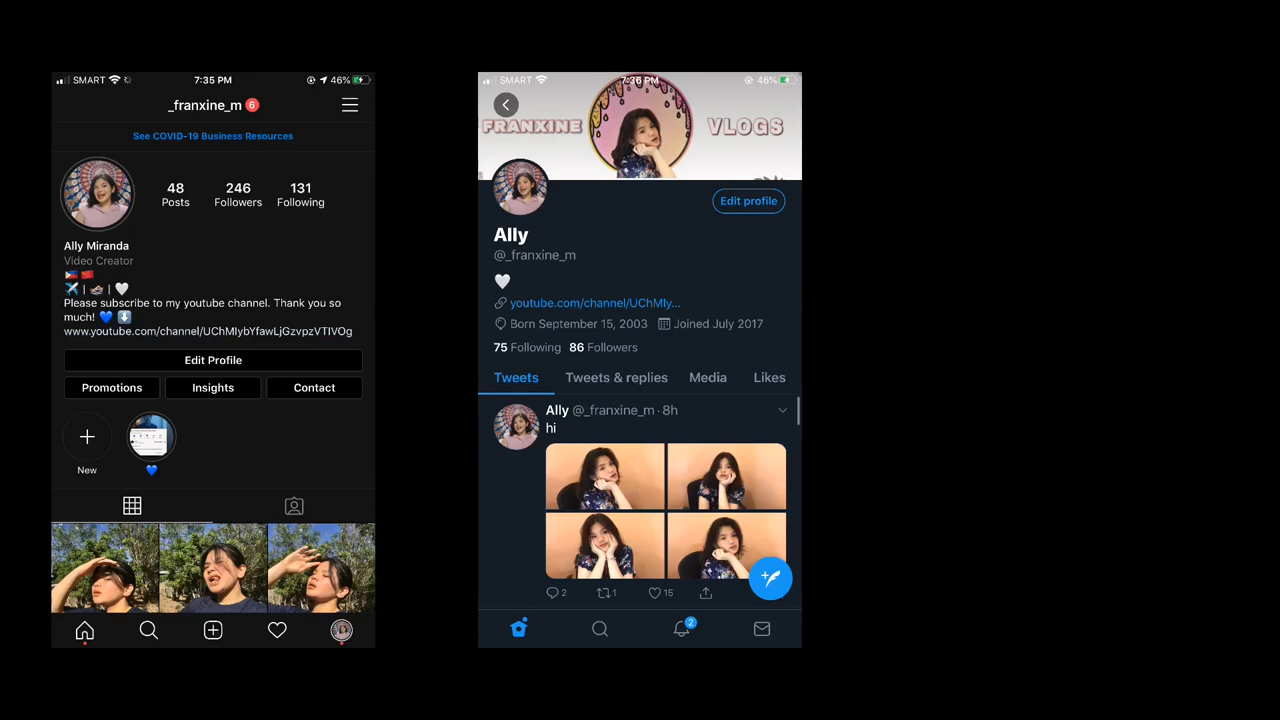 SMART
7:35 PM
46%
_franxine_m 6
See COVID-19 Business Resources
48
Posts
246
Followers
131
Following
Ally Miranda
Video Creator
🇵🇭 🇨🇳
✈️ | 🛳 | 🤍
Please subscribe to my youtube channel. Thank you so
much! 💙 ⬇️
www.youtube.com/channel/UChMIybYfawLjGzvpzVTIVOg
Edit Profile
Promotions
Insights
Contact
New
💙
SMART
7:36 PM
46%
FRANXINE
VLOGS
Edit profile
Ally
@_franxine_m
🤍
youtube.com/channel/UChMIy...
Born September 15, 2003
Joined July 2017
75 Following 86 Followers
Tweets
Tweets & replies
Media
Likes
Ally @_franxine_m · 8h
hi
2
1
15
2